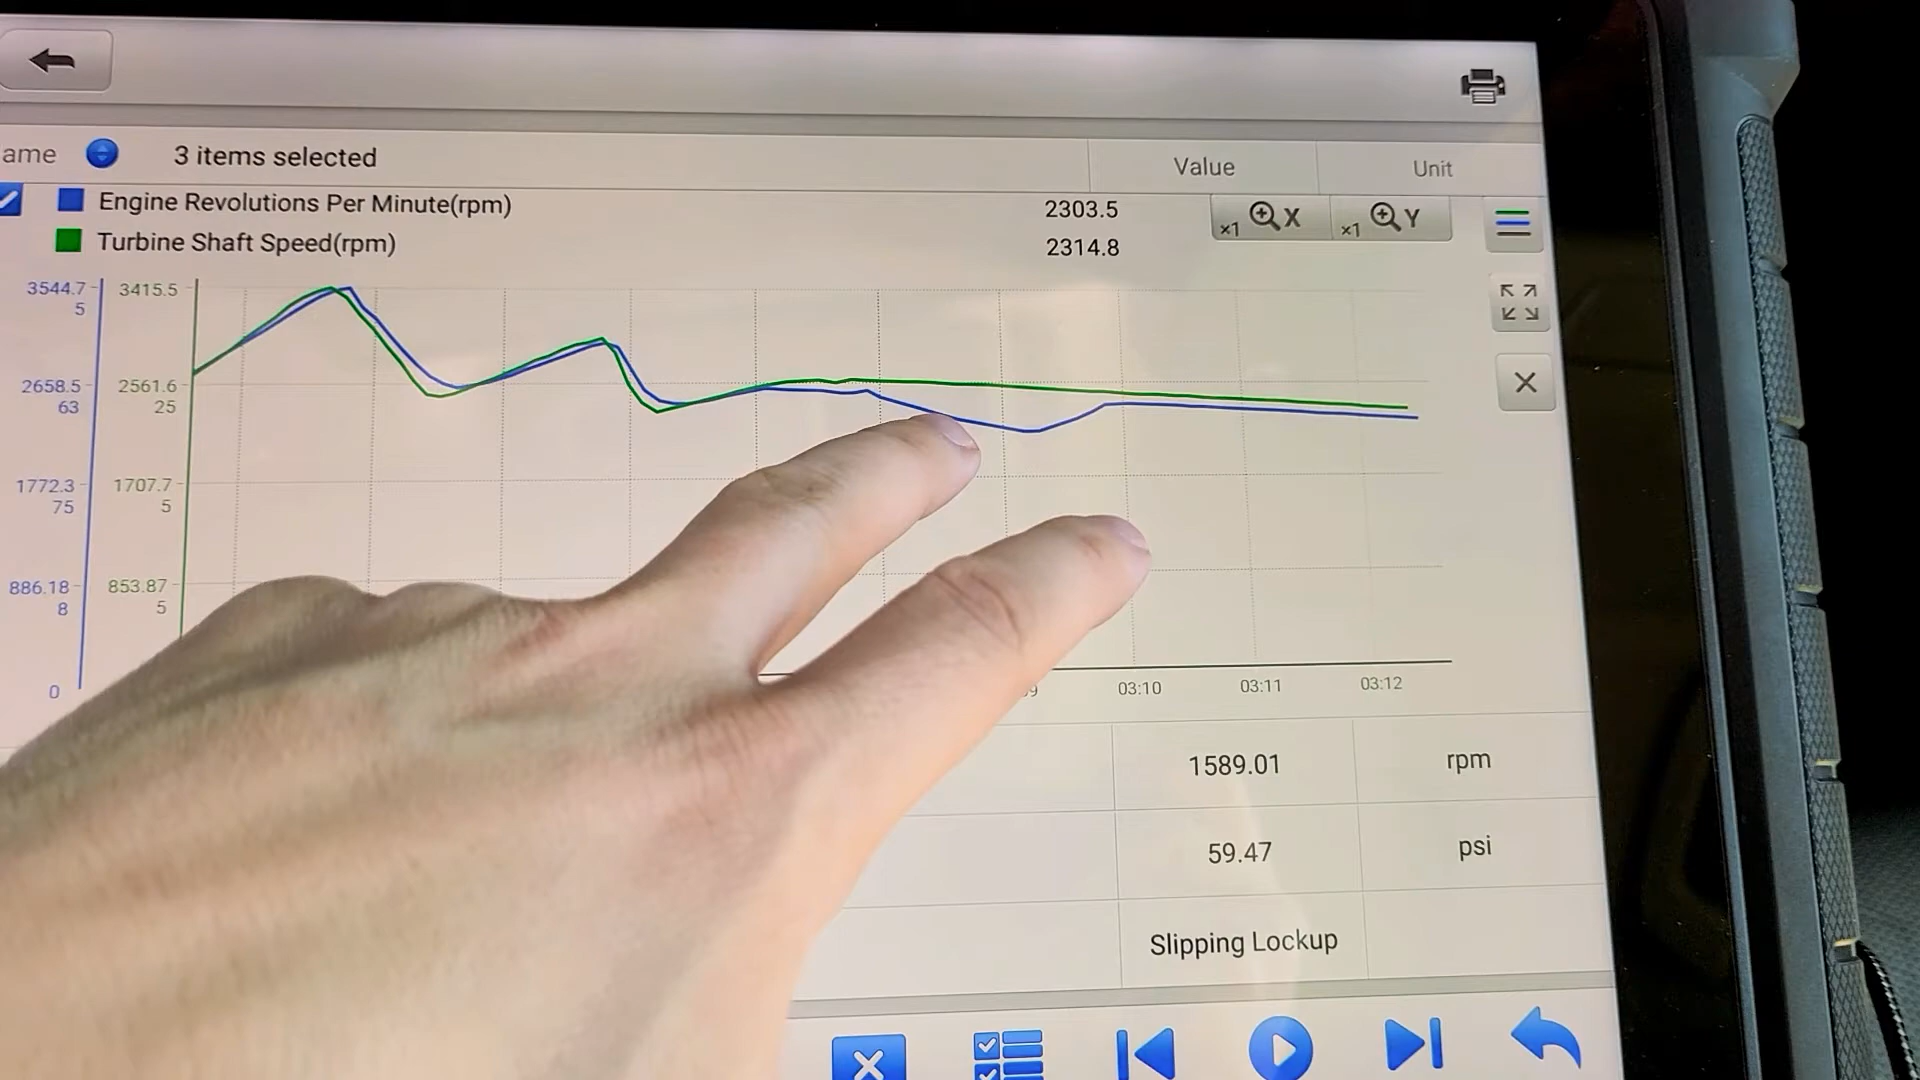 ame 3 items selected Value Unit
Engine Revolutions Per Minute(rpm) 2303.5 x1 X x1 Y
Turbine Shaft Speed(rpm) 2314.8
3544.7
5
3415.5
2658.5
63
2561.6
25
1772.3
75
1707.7
5
886.18
8
853.87
5
0
9 03:10 03:11 03:12
1589.01 rpm
59.47 psi
Slipping Lockup